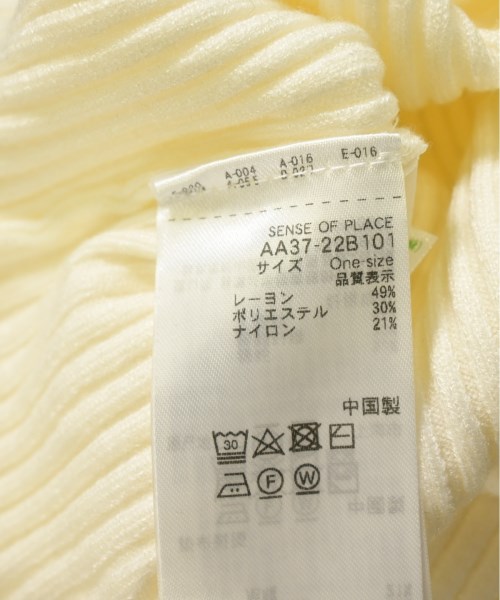 A-004 A-016 E-016
SENSE OF PLACE
AA37-22B101
サイズ One size
品質表示
レーヨン 49%
ポリエステル 30%
ナイロン 21%
中国製
30
F W